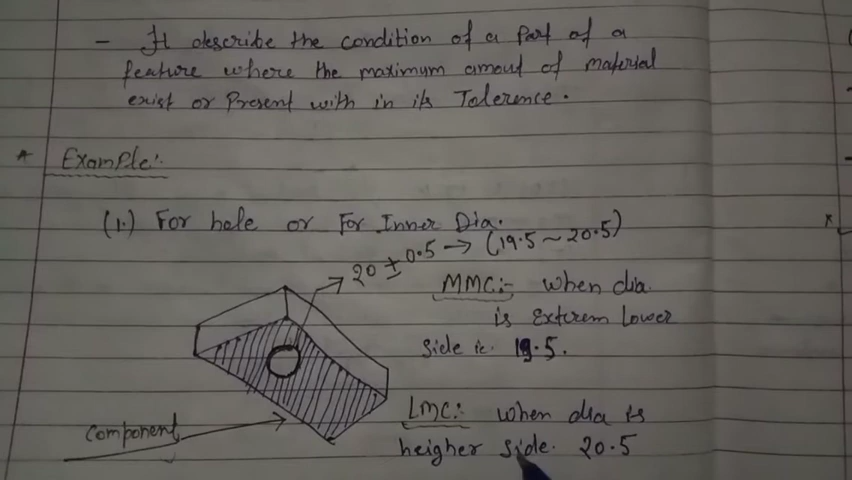 - It describe the condition of a Part of a
feature where the maximum amout of material
exist or Present with in its Tolerence.
* Example:-
(1.) For hole or For Inner Dia.
20 ± 0.5 → (19.5 ~ 20.5)
MMC:- when dia.
is Exterem Lower
Side ie. 19.5.
LMC:- when dia is
heigher side. 20.5
Component